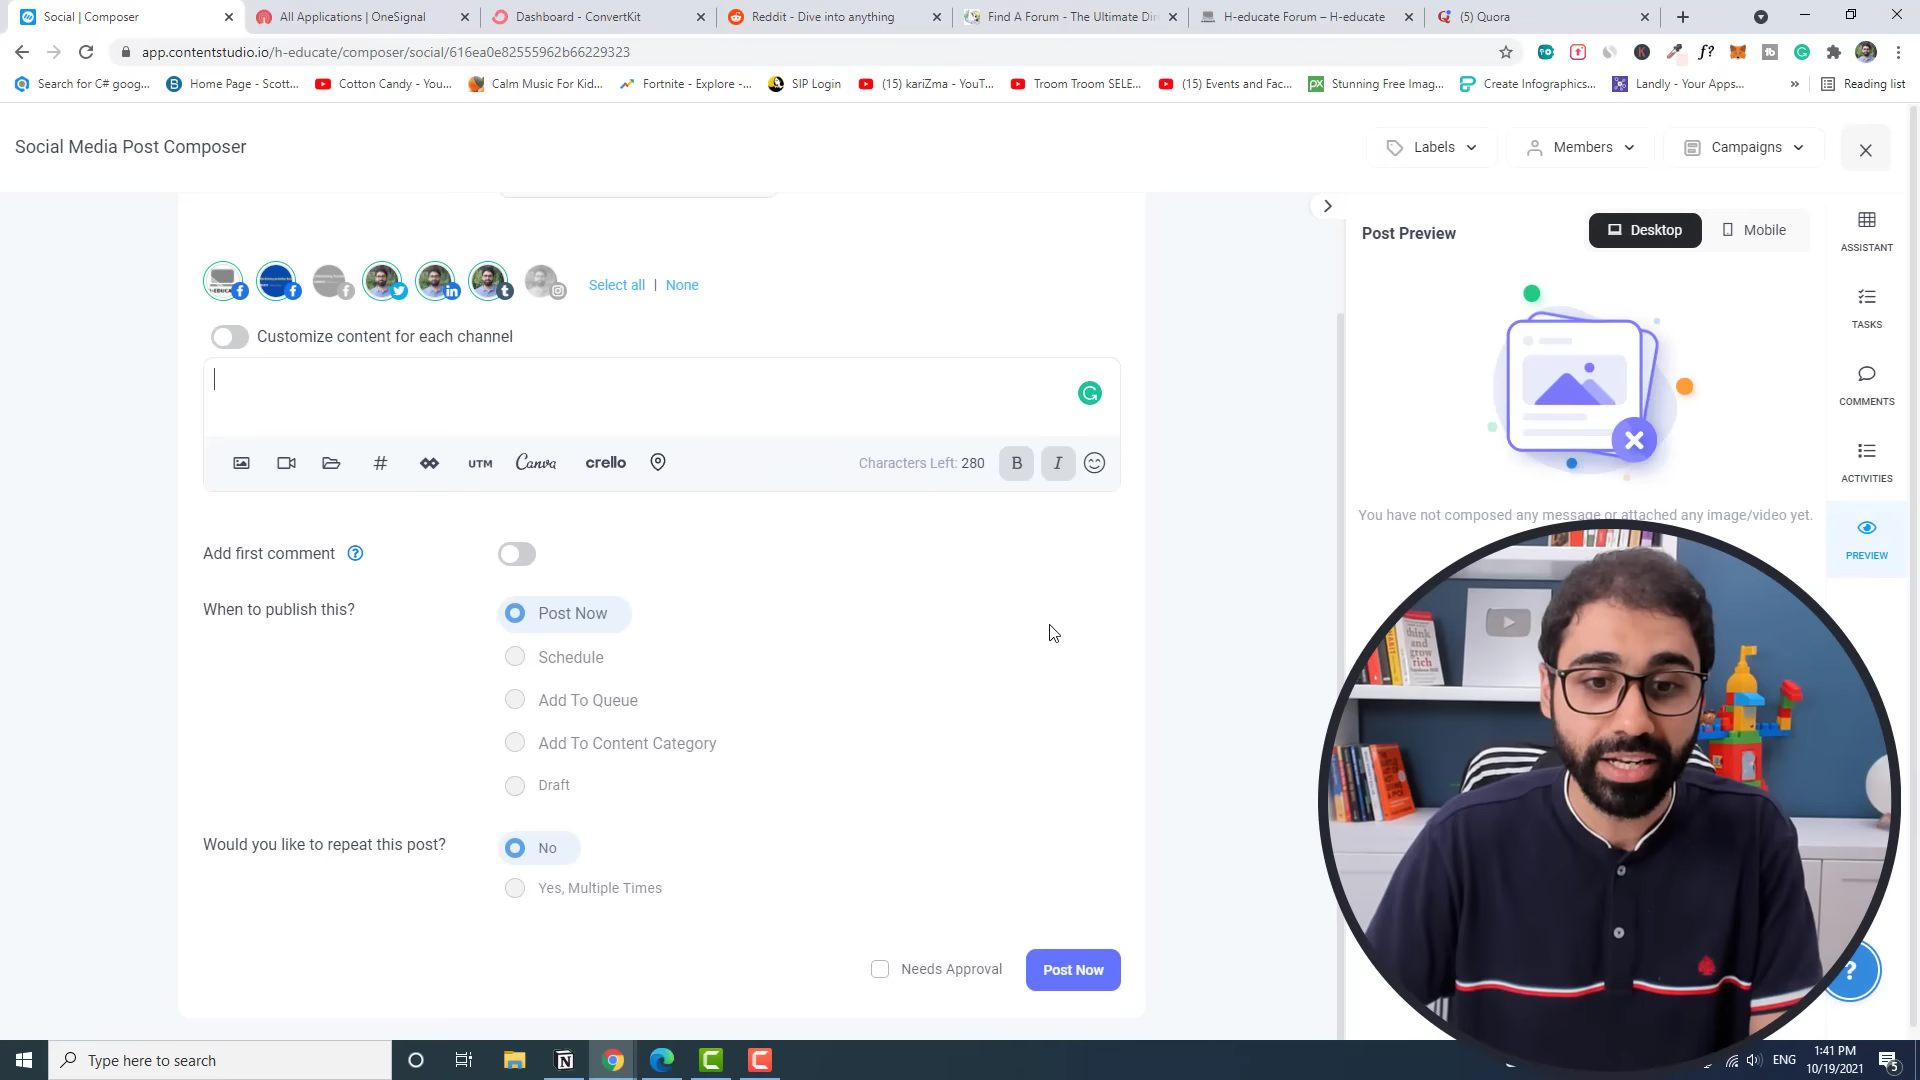 Social | Composer
All Applications | OneSignal
Dashboard - ConvertKit
Reddit - Dive into anything
Find A Forum - The Ultimate Dir
H-educate Forum – H-educate
(5) Quora
app.contentstudio.io/h-educate/composer/social/616ea0e82555962b66229323
Search for C# goog...
Home Page - Scott...
Cotton Candy - You...
Calm Music For Kid...
Fortnite - Explore -...
SIP Login
(15) kariZma - YouT...
Troom Troom SELE...
(15) Events and Fac...
Stunning Free Imag...
Create Infographics...
Landly - Your Apps...
Reading list
Social Media Post Composer
Labels
Members
Campaigns
Post Preview
Desktop
Mobile
ASSISTANT
TASKS
COMMENTS
ACTIVITIES
PREVIEW
Select all | None
Customize content for each channel
UTM
Canva
crello
Characters Left: 280
B
I
You have not composed any message or attached any image/video yet.
Add first comment
When to publish this?
Post Now
Schedule
Add To Queue
Add To Content Category
Draft
Would you like to repeat this post?
No
Yes, Multiple Times
Needs Approval
Post Now
think
and
grow
rich
Type here to search
ENG
1:41 PM
10/19/2021
5